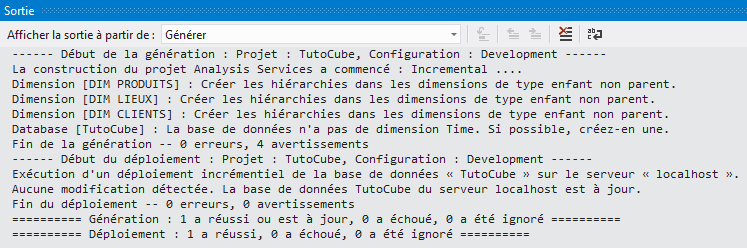 Sortie
Afficher la sortie à partir de : Générer
------ Début de la génération : Projet : TutoCube, Configuration : Development ------
La construction du projet Analysis Services a commencé : Incremental ....
Dimension [DIM PRODUITS] : Créer les hiérarchies dans les dimensions de type enfant non parent.
Dimension [DIM LIEUX] : Créer les hiérarchies dans les dimensions de type enfant non parent.
Dimension [DIM CLIENTS] : Créer les hiérarchies dans les dimensions de type enfant non parent.
Database [TutoCube] : La base de données n'a pas de dimension Time. Si possible, créez-en une.
Fin de la génération -- 0 erreurs, 4 avertissements
------ Début du déploiement : Projet : TutoCube, Configuration : Development ------
Exécution d'un déploiement incrémentiel de la base de données « TutoCube » sur le serveur « localhost ».
Aucune modification détectée. La base de données TutoCube du serveur localhost est à jour.
Fin du déploiement -- 0 erreurs, 0 avertissements
========== Génération : 1 a réussi ou est à jour, 0 a échoué, 0 a été ignoré ==========
========== Déploiement : 1 a réussi, 0 a échoué, 0 a été ignoré ==========